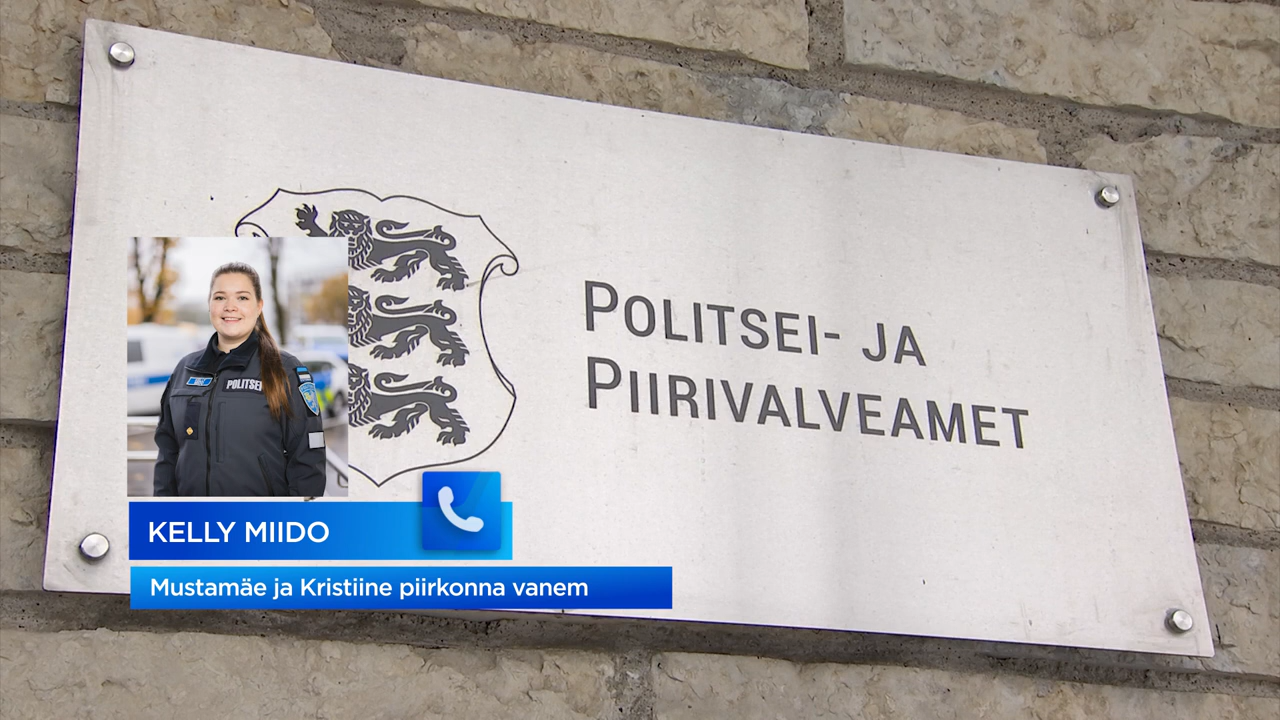 POLITSEI- JA
PIIRIVALVEAMET
POLITSEI
KELLY MIIDO
Mustamäe ja Kristiine piirkonna vanem